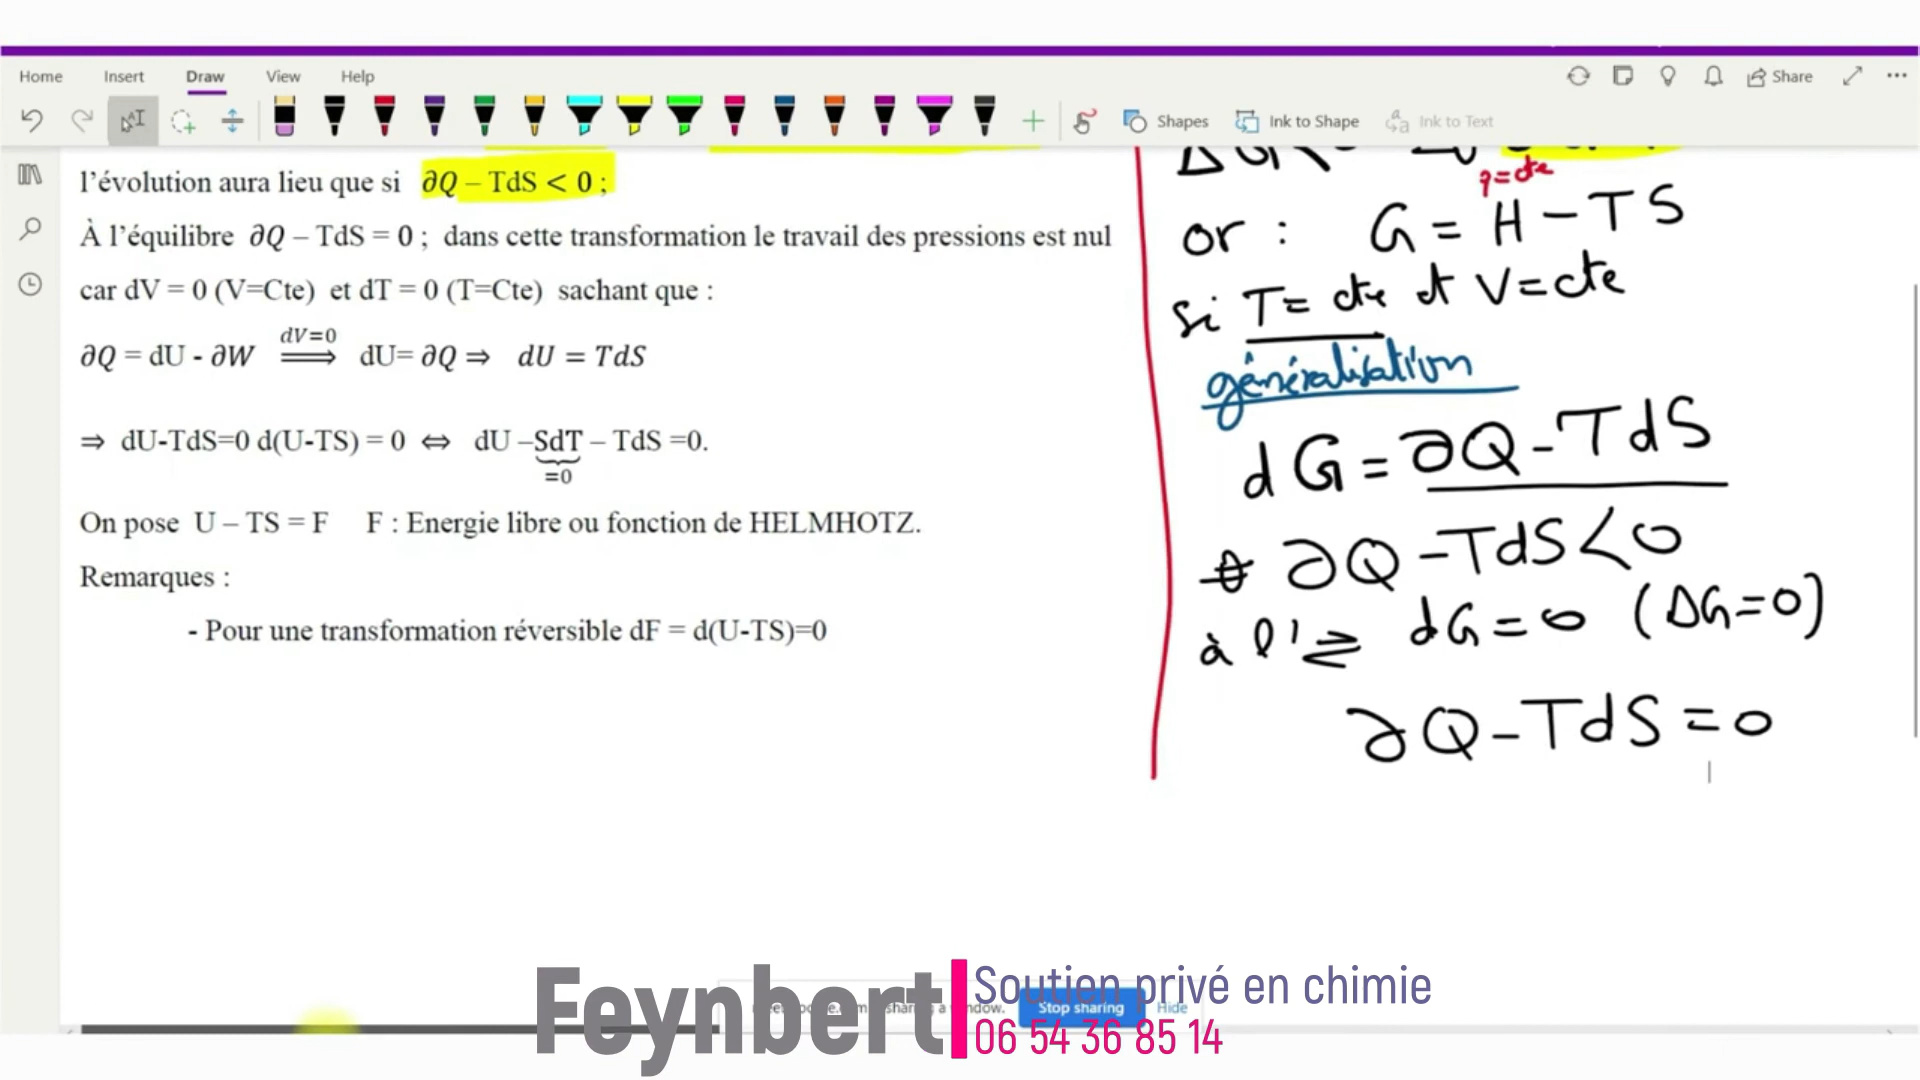 Home Insert Draw View Help
Share
Shapes Ink to Shape Ink to Text
l'évolution aura lieu que si ∂Q – TdS < 0 ;
À l'équilibre ∂Q – TdS = 0 ; dans cette transformation le travail des pressions est nul
car dV = 0 (V=Cte) et dT = 0 (T=Cte) sachant que :
dV=0
∂Q = dU - ∂W ⟹ dU= ∂Q ⇒ dU = TdS
⇒ dU-TdS=0 d(U-TS) = 0 ⇔ dU –SdT – TdS =0.
=0
On pose U – TS = F F : Energie libre ou fonction de HELMHOTZ.
Remarques :
- Pour une transformation réversible dF = d(U-TS)=0
p=cte
or : G = H - TS
si T= cte et V=cte
généralisation
dG = ∂Q - TdS
∂Q - TdS < 0
à l'⇌ dG = 0 (ΔG=0)
∂Q - TdS = 0
Feynbert
Soutien privé en chimie
06 54 36 85 14
Stop sharing Hide